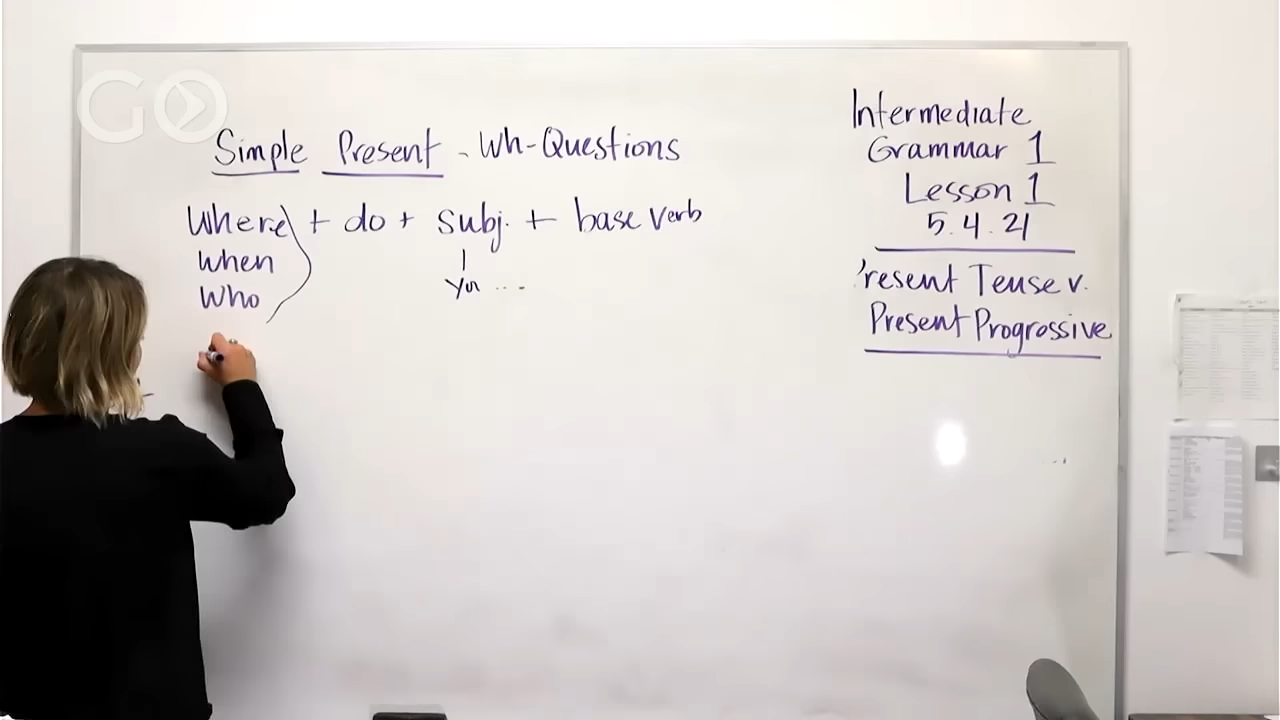 GO
Simple Present - Wh-Questions
Where + do + subj. + base verb
When
Who
You ...
Intermediate
Grammar 1
Lesson 1
5.4.21
'resent Tense v.
Present Progressive